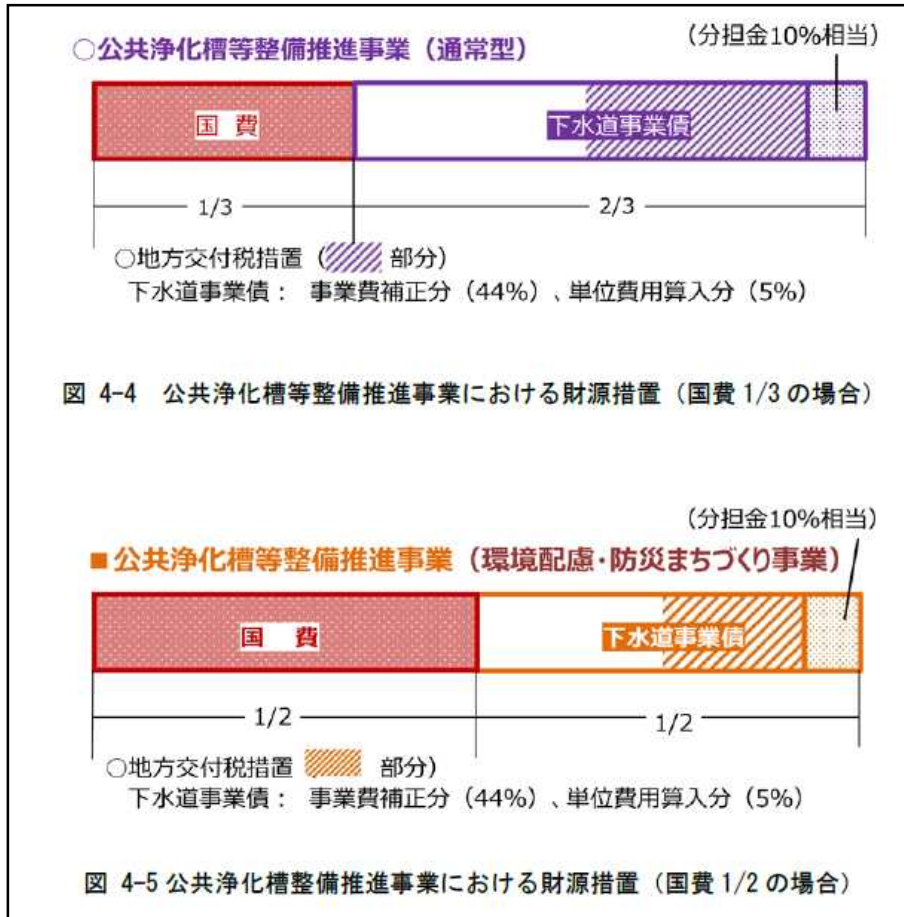 (分担金10%相当)
○公共浄化槽等整備推進事業(通常型)
国 費
下水道事業債
1/3
2/3
○地方交付税措置( 部分)
下水道事業債: 事業費補正分(44%)、単位費用算入分(5%)
図 4-4 公共浄化槽等整備推進事業における財源措置(国費 1/3 の場合)
(分担金10%相当)
■公共浄化槽等整備推進事業(環境配慮・防災まちづくり事業)
国 費
下水道事業債
1/2
1/2
○地方交付税措置 部分)
下水道事業債: 事業費補正分(44%)、単位費用算入分(5%)
図 4-5 公共浄化槽整備推進事業における財源措置(国費 1/2 の場合)